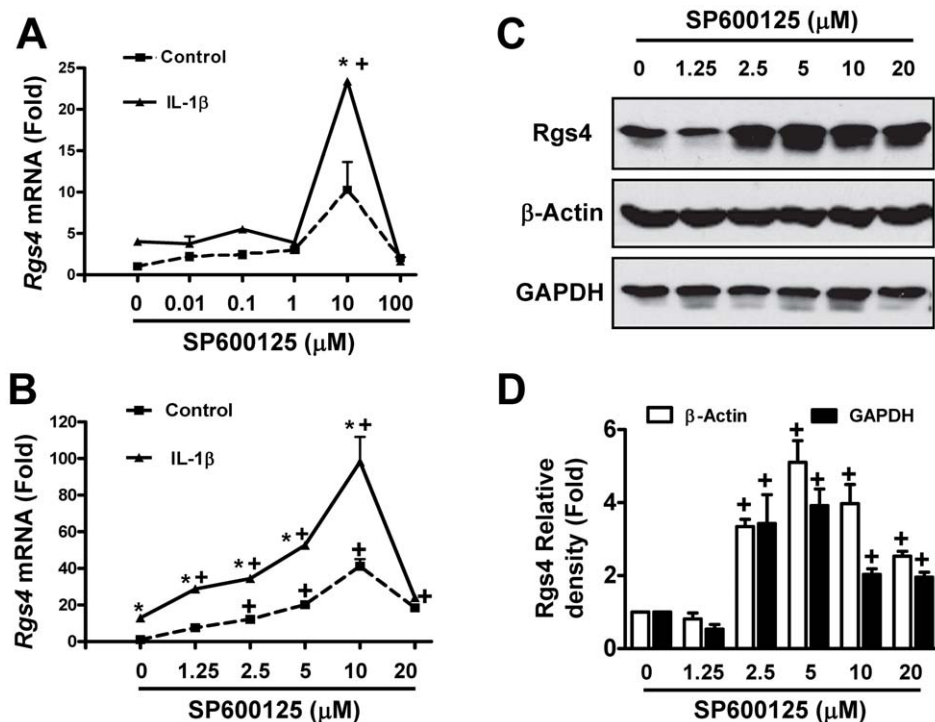 A
Control
IL-1β
* +
Rgs4 mRNA (Fold)
25
20
15
10
5
0
0 0.01 0.1 1 10 100
SP600125 (μM)
B
Control
IL-1β
Rgs4 mRNA (Fold)
120
100
80
60
40
20
0
* *+ *+ *+ *+
+ + + +
0 1.25 2.5 5 10 20
SP600125 (μM)
C
SP600125 (μM)
0 1.25 2.5 5 10 20
Rgs4
β-Actin
GAPDH
D
β-Actin GAPDH
Rgs4 Relative
density (Fold)
6
4
2
0
+ + + + + + + +
0 1.25 2.5 5 10 20
SP600125 (μM)